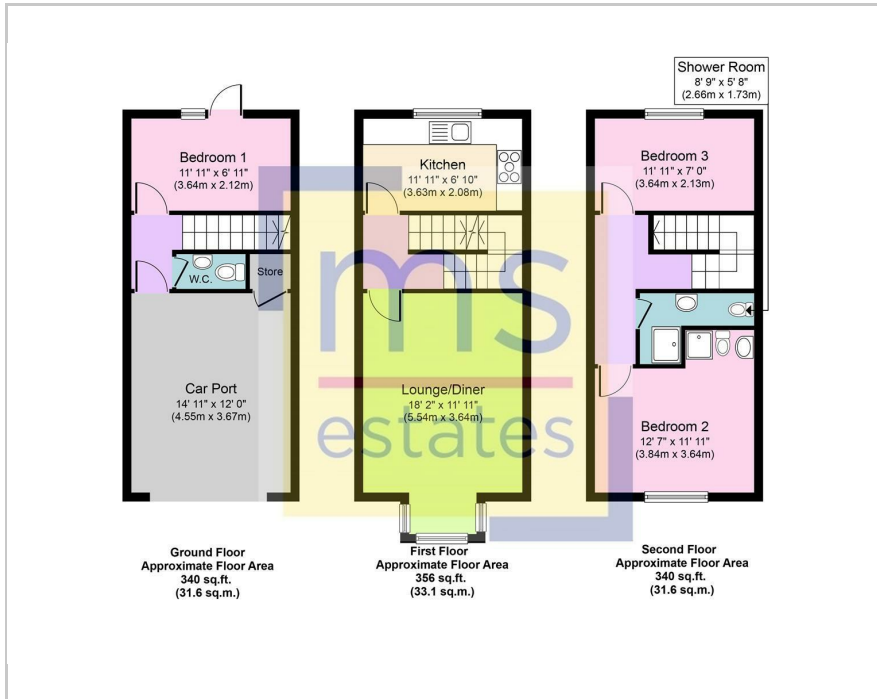 Shower Room
8' 9" x 5' 8"
(2.66m x 1.73m)
Bedroom 1
11' 11" x 6' 11"
(3.64m x 2.12m)
Kitchen
11' 11" x 6' 10"
(3.63m x 2.08m)
Bedroom 3
11' 11" x 7' 0"
(3.64m x 2.13m)
W.C.
Store
ms
estates
Car Port
14' 11" x 12' 0"
(4.55m x 3.67m)
Lounge/Diner
18' 2" x 11' 11"
(5.54m x 3.64m)
Bedroom 2
12' 7" x 11' 11"
(3.84m x 3.64m)
Ground Floor
Approximate Floor Area
340 sq.ft.
(31.6 sq.m.)
First Floor
Approximate Floor Area
356 sq.ft.
(33.1 sq.m.)
Second Floor
Approximate Floor Area
340 sq.ft.
(31.6 sq.m.)